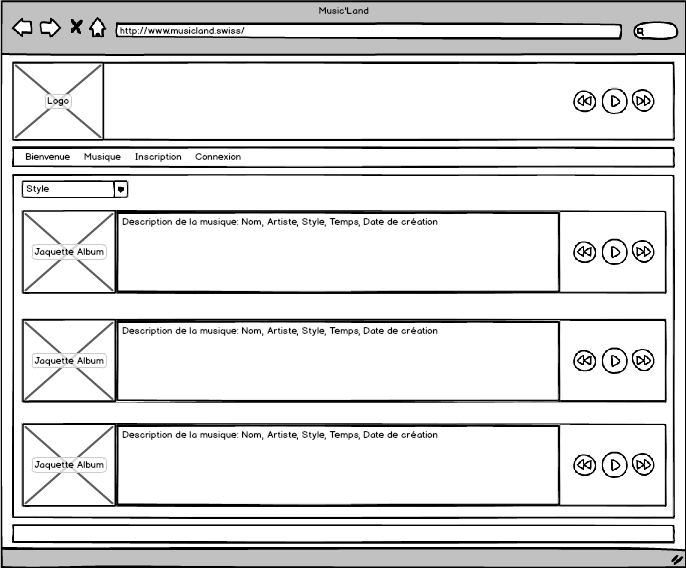 Music'Land
http://www.musicland.swiss/
Logo
Bienvenue Musique Inscription Connexion
Style
Description de la musique: Nom, Artiste, Style, Temps, Date de création
Jaquette Album
Description de la musique: Nom, Artiste, Style, Temps, Date de création
Jaquette Album
Description de la musique: Nom, Artiste, Style, Temps, Date de création
Jaquette Album